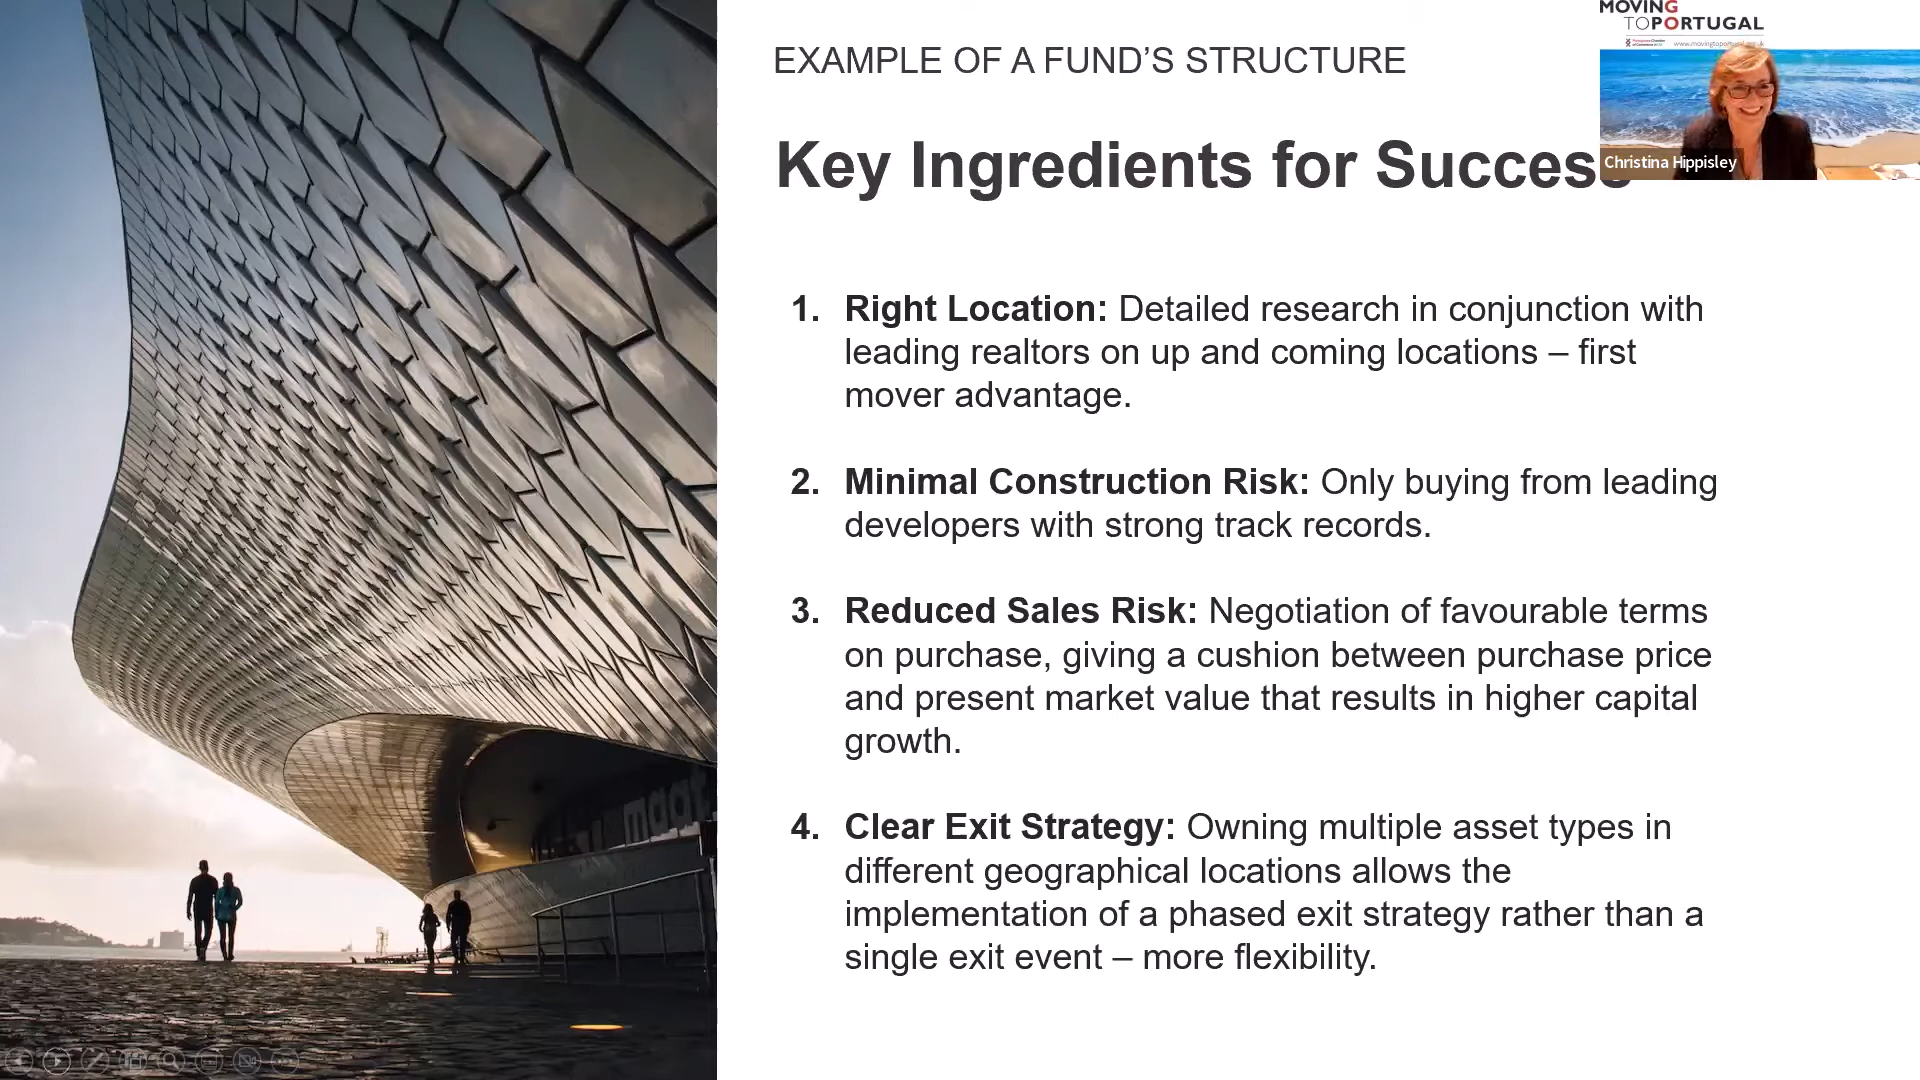 EXAMPLE OF A FUND’S STRUCTURE
MOVING
TOPORTUGAL
Key Ingredients for Success
Christina Hippisley
1. Right Location: Detailed research in conjunction with
leading realtors on up and coming locations – first
mover advantage.
2. Minimal Construction Risk: Only buying from leading
developers with strong track records.
3. Reduced Sales Risk: Negotiation of favourable terms
on purchase, giving a cushion between purchase price
and present market value that results in higher capital
growth.
4. Clear Exit Strategy: Owning multiple asset types in
different geographical locations allows the
implementation of a phased exit strategy rather than a
single exit event – more flexibility.
maat